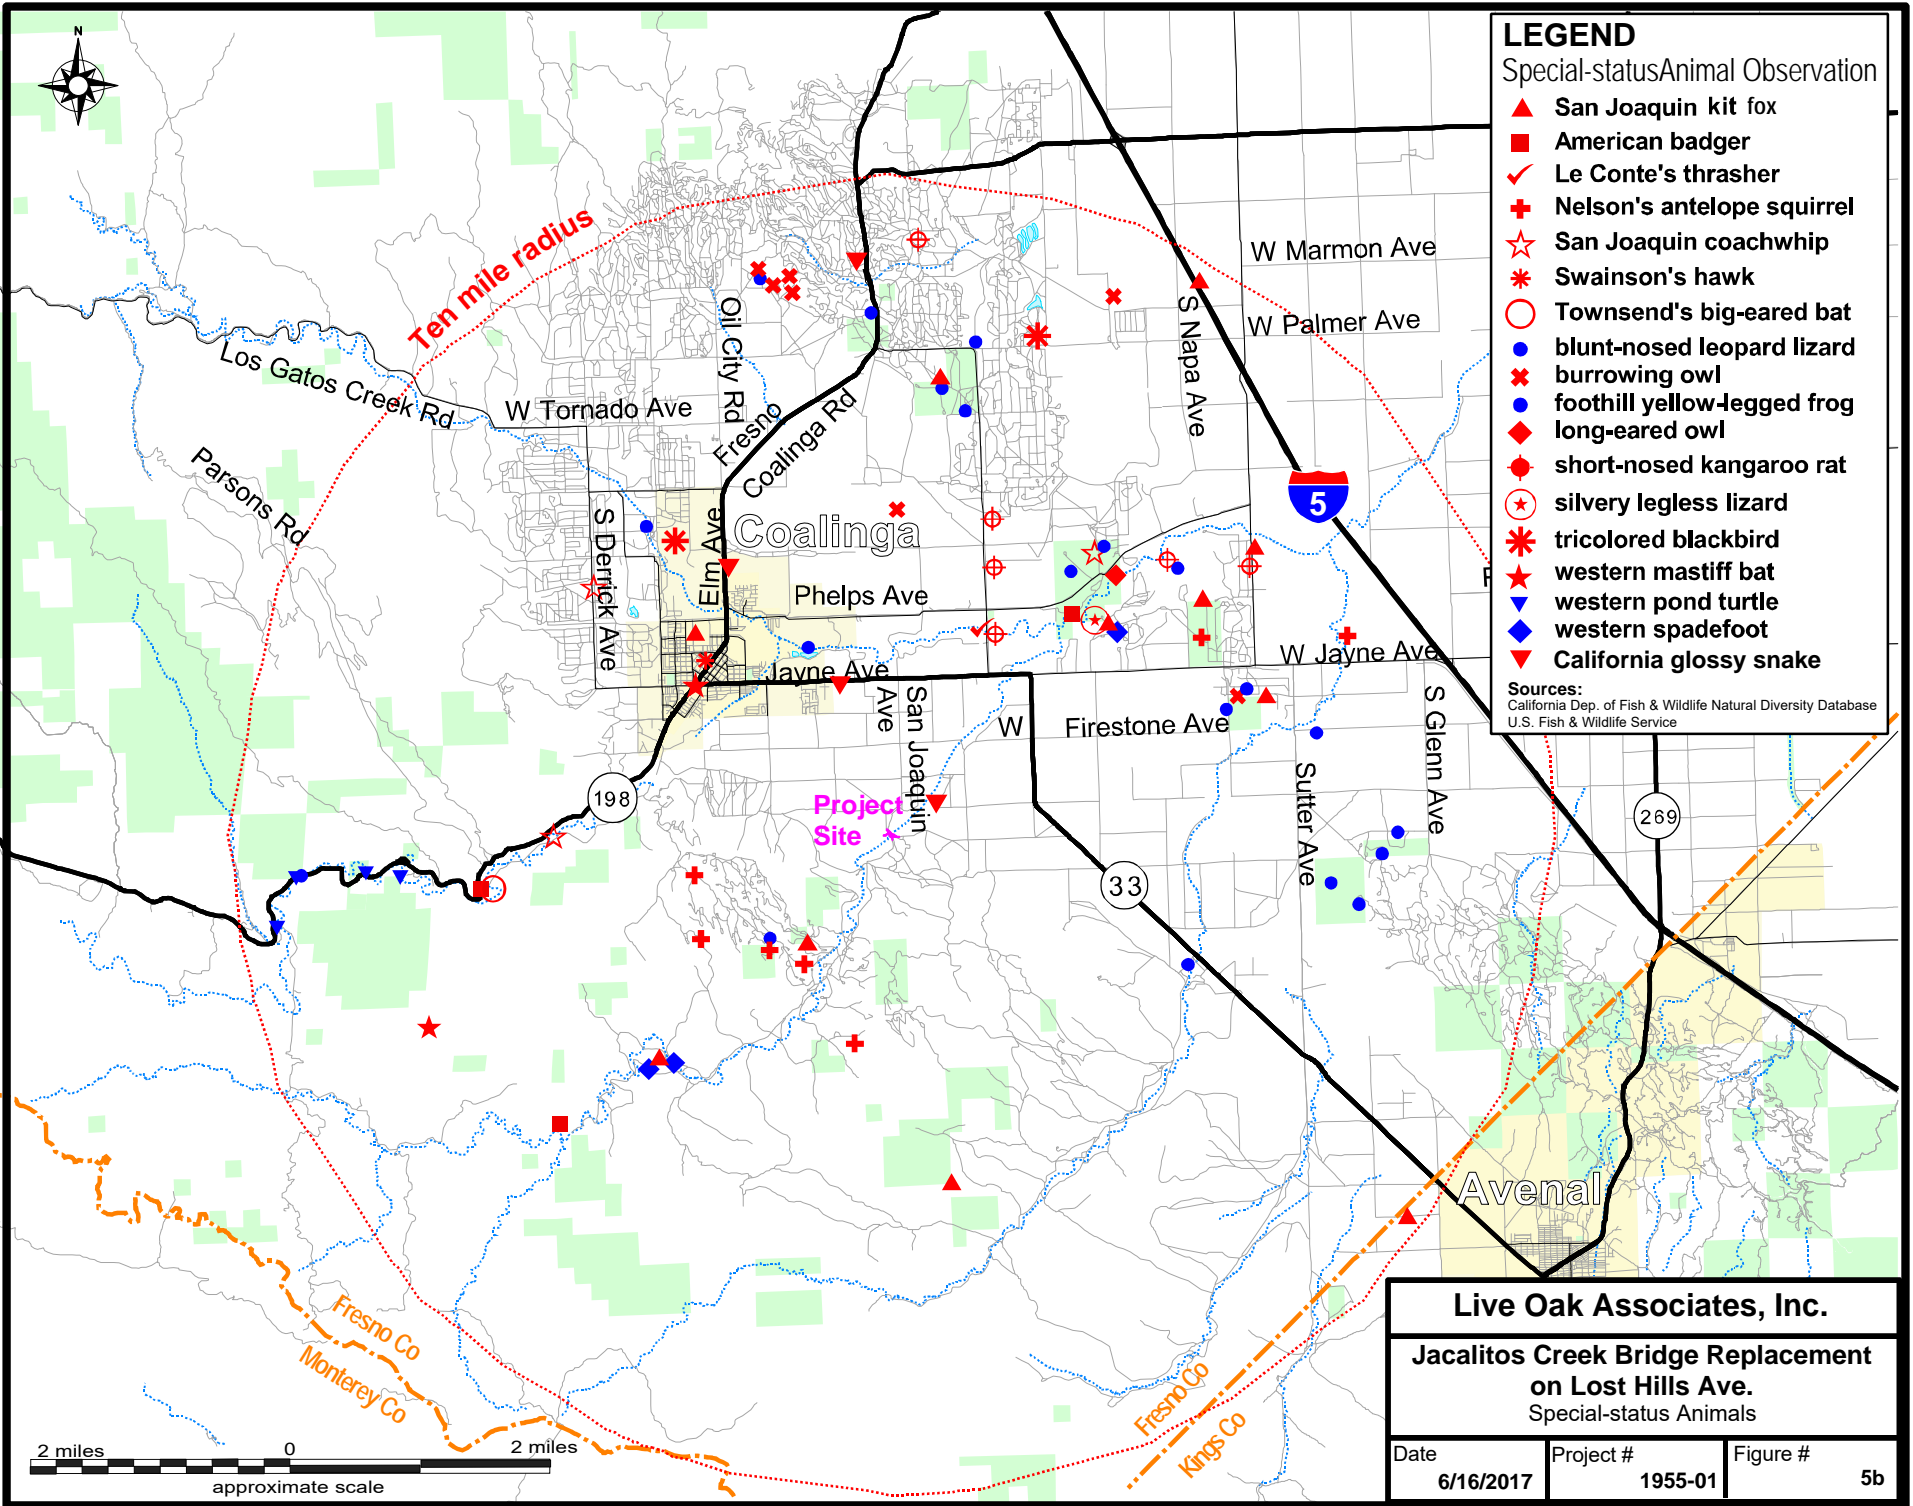 N
LEGEND
Special-statusAnimal Observation
San Joaquin kit fox
American badger
Le Conte's thrasher
Nelson's antelope squirrel
San Joaquin coachwhip
Swainson's hawk
Townsend's big-eared bat
blunt-nosed leopard lizard
burrowing owl
foothill yellow-legged frog
long-eared owl
short-nosed kangaroo rat
silvery legless lizard
tricolored blackbird
western mastiff bat
western pond turtle
western spadefoot
California glossy snake
Sources:
California Dep. of Fish & Wildlife Natural Diversity Database
U.S. Fish & Wildlife Service
Ten mile radius
W Marmon Ave
W Palmer Ave
S Napa Ave
Oil City Rd
Los Gatos Creek Rd
W Tornado Ave
Fresno
Coalinga Rd
Parsons Rd
S Derrick Ave
Elm Ave
Coalinga
5
Phelps Ave
Jayne Ave
W Jayne Ave
San Joaquin
Ave
W Firestone Ave
S Glenn Ave
Sutter Ave
198
Project
Site
269
33
Avenal
Fresno Co
Monterey Co
Fresno Co
Kings Co
2 miles 0 2 miles
approximate scale
Live Oak Associates, Inc.
Jacalitos Creek Bridge Replacement
on Lost Hills Ave.
Special-status Animals
Date
6/16/2017
Project #
1955-01
Figure #
5b